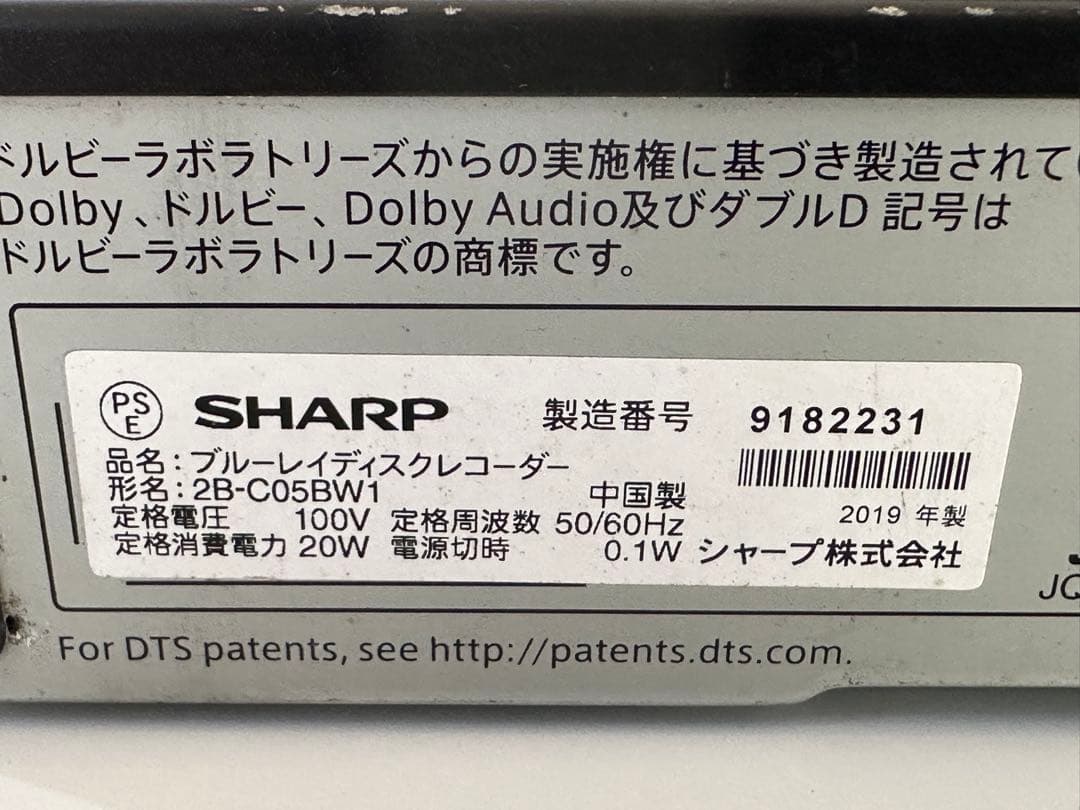 ドルビーラボラトリーズからの実施権に基づき製造されてい
Dolby、ドルビー、Dolby Audio及びダブルD 記号は
ドルビーラボラトリーズの商標です。
PS
E
SHARP 製造番号 9182231
品名:ブルーレイディスクレコーダー
形名:2B-C05BW1 中国製
定格電圧 100V 定格周波数 50/60Hz 2019 年製
定格消費電力 20W 電源切時 0.1W シャープ株式会社
JQ
For DTS patents, see http://patents.dts.com.